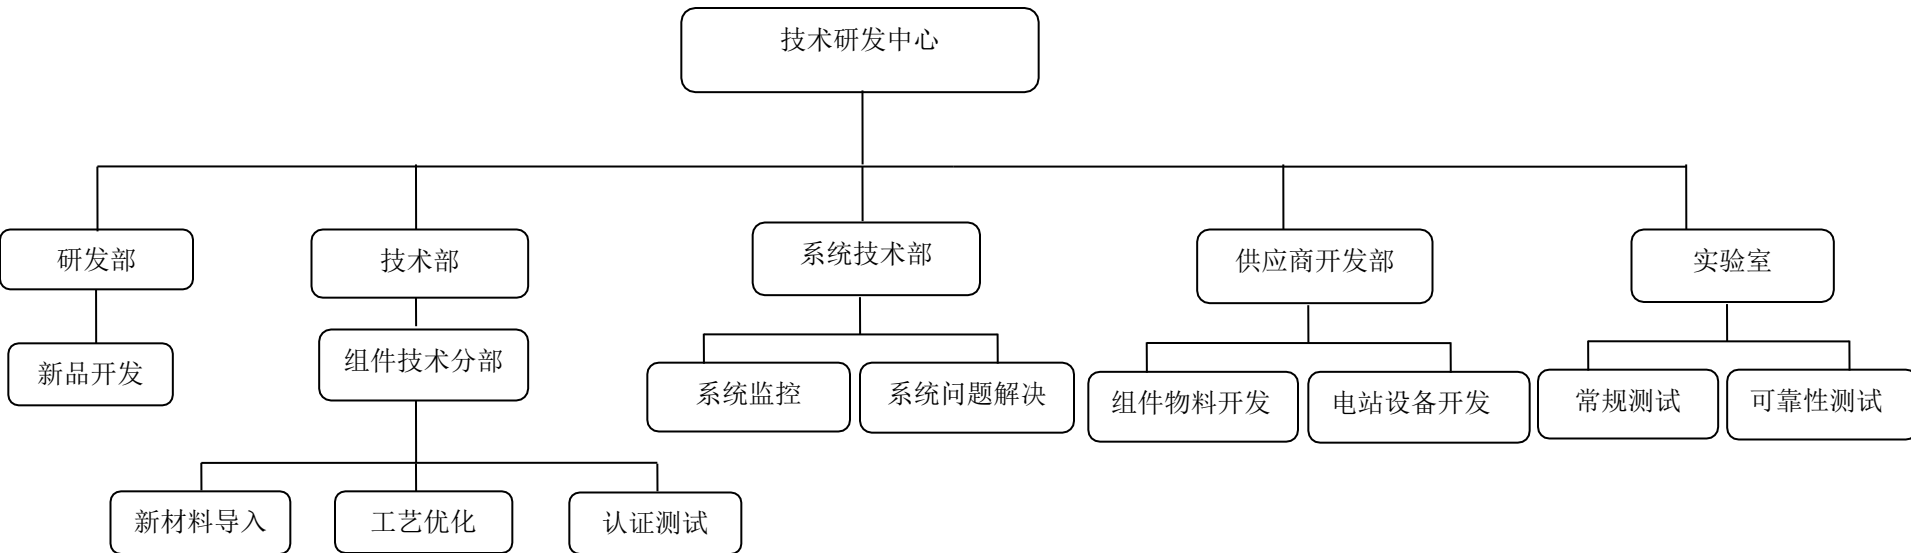 技术研发中心
研发部
技术部
系统技术部
供应商开发部
实验室
新品开发
组件技术分部
系统监控
系统问题解决
组件物料开发
电站设备开发
常规测试
可靠性测试
新材料导入
工艺优化
认证测试